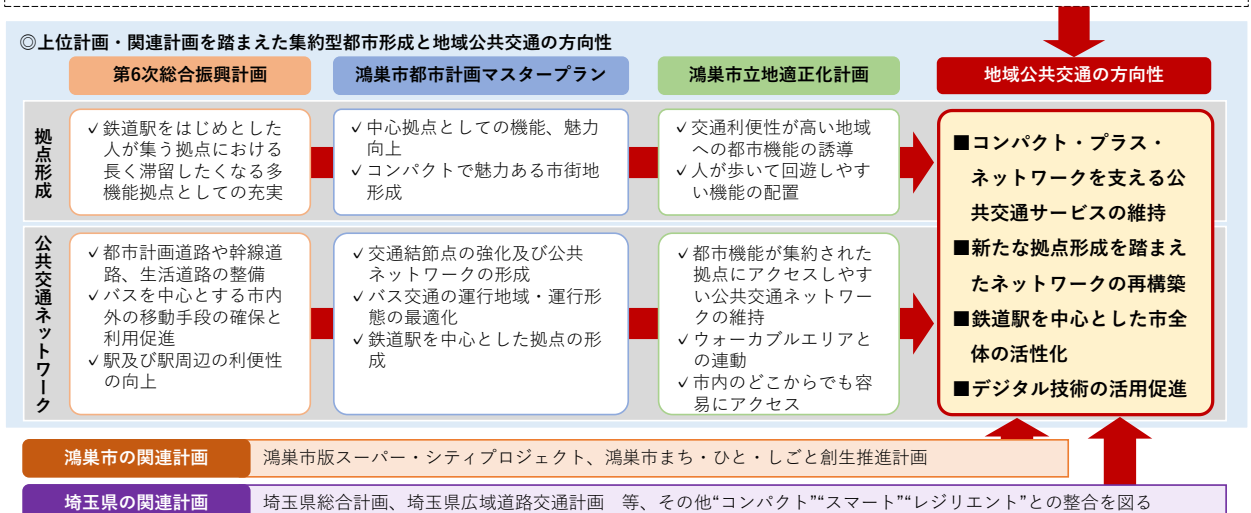 ◎上位計画・関連計画を踏まえた集約型都市形成と地域公共交通の方向性
第6次総合振興計画
鴻巣市都市計画マスタープラン
鴻巣市立地適正化計画
地域公共交通の方向性
拠点形成
✓鉄道駅をはじめとした
人が集う拠点における
長く滞留したくなる多
機能拠点としての充実
✓中心拠点としての機能、魅力
向上
✓コンパクトで魅力ある市街地
形成
✓交通利便性が高い地域
への都市機能の誘導
✓人が歩いて回遊しやす
い機能の配置
公共交通ネットワーク
✓都市計画道路や幹線道
路、生活道路の整備
✓バスを中心とする市内
外の移動手段の確保と
利用促進
✓駅及び駅周辺の利便性
の向上
✓交通結節点の強化及び公共
ネットワークの形成
✓バス交通の運行地域・運行形
態の最適化
✓鉄道駅を中心とした拠点の形
成
✓都市機能が集約された
拠点にアクセスしやす
い公共交通ネットワー
クの維持
✓ウォーカブルエリアと
の連動
✓市内のどこからでも容
易にアクセス
■コンパクト・プラス・
ネットワークを支える公
共交通サービスの維持
■新たな拠点形成を踏まえ
たネットワークの再構築
■鉄道駅を中心とした市全
体の活性化
■デジタル技術の活用促進
鴻巣市の関連計画
鴻巣市版スーパー・シティプロジェクト、鴻巣市まち・ひと・しごと創生推進計画
埼玉県の関連計画
埼玉県総合計画、埼玉県広域道路交通計画　等、その他“コンパクト”“スマート”“レジリエント”との整合を図る